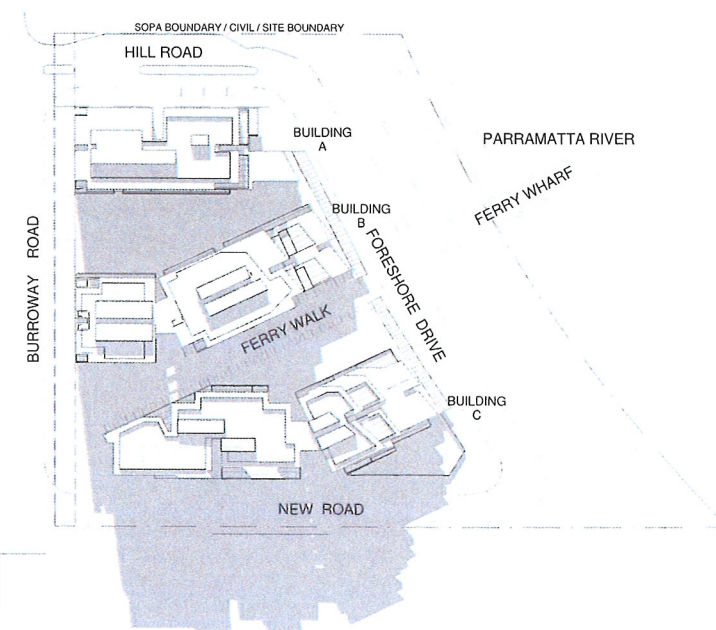 SOPA BOUNDARY / CIVIL / SITE BOUNDARY
HILL ROAD
BUILDING
A
PARRAMATTA RIVER
FERRY WHARF
BUILDING
B
FORESHORE DRIVE
BURROWAY ROAD
FERRY WALK
BUILDING
C
NEW ROAD